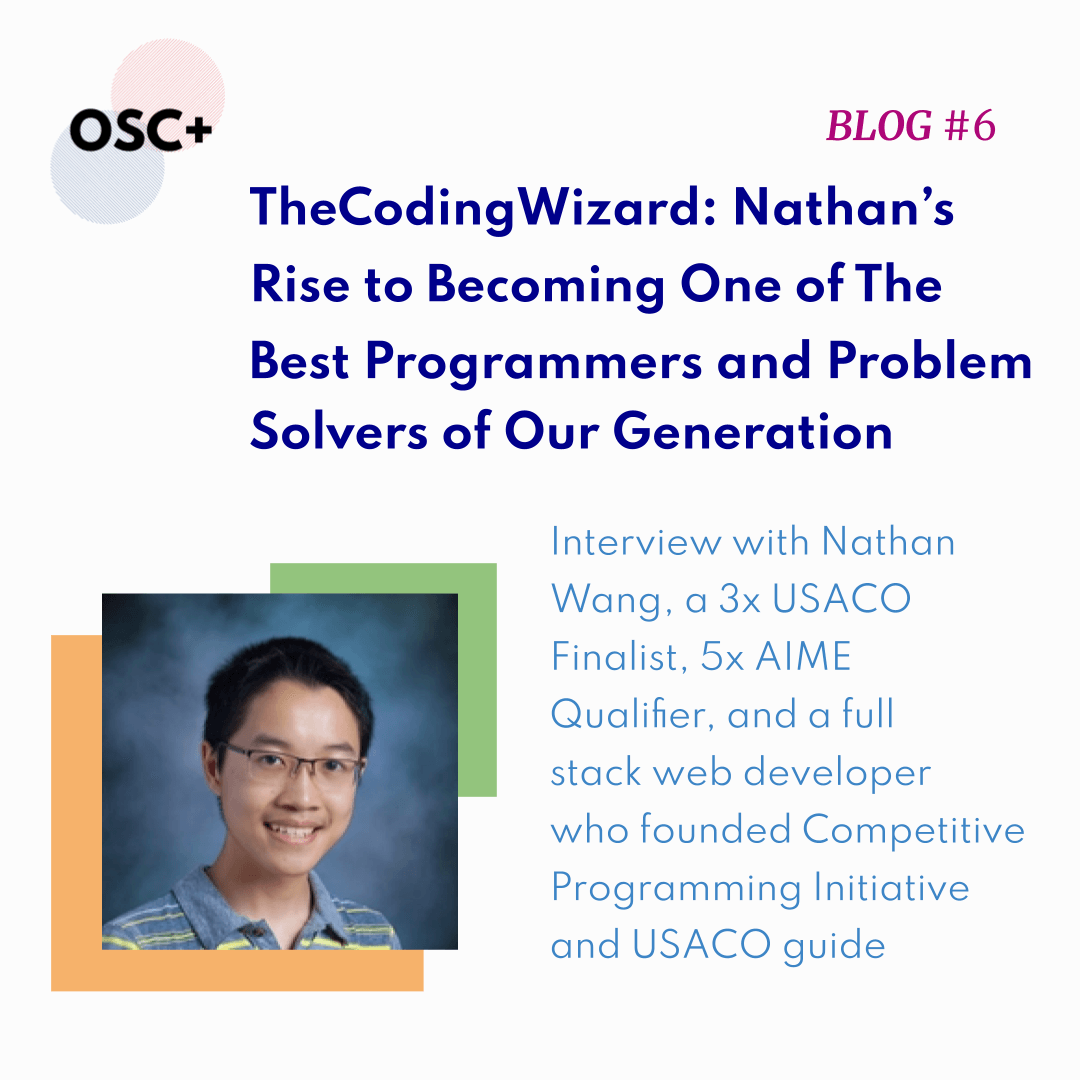 OSC+
BLOG #6
TheCodingWizard: Nathan’s
Rise to Becoming One of The
Best Programmers and Problem
Solvers of Our Generation
Interview with Nathan
Wang, a 3x USACO
Finalist, 5x AIME
Qualifier, and a full
stack web developer
who founded Competitive
Programming Initiative
and USACO guide